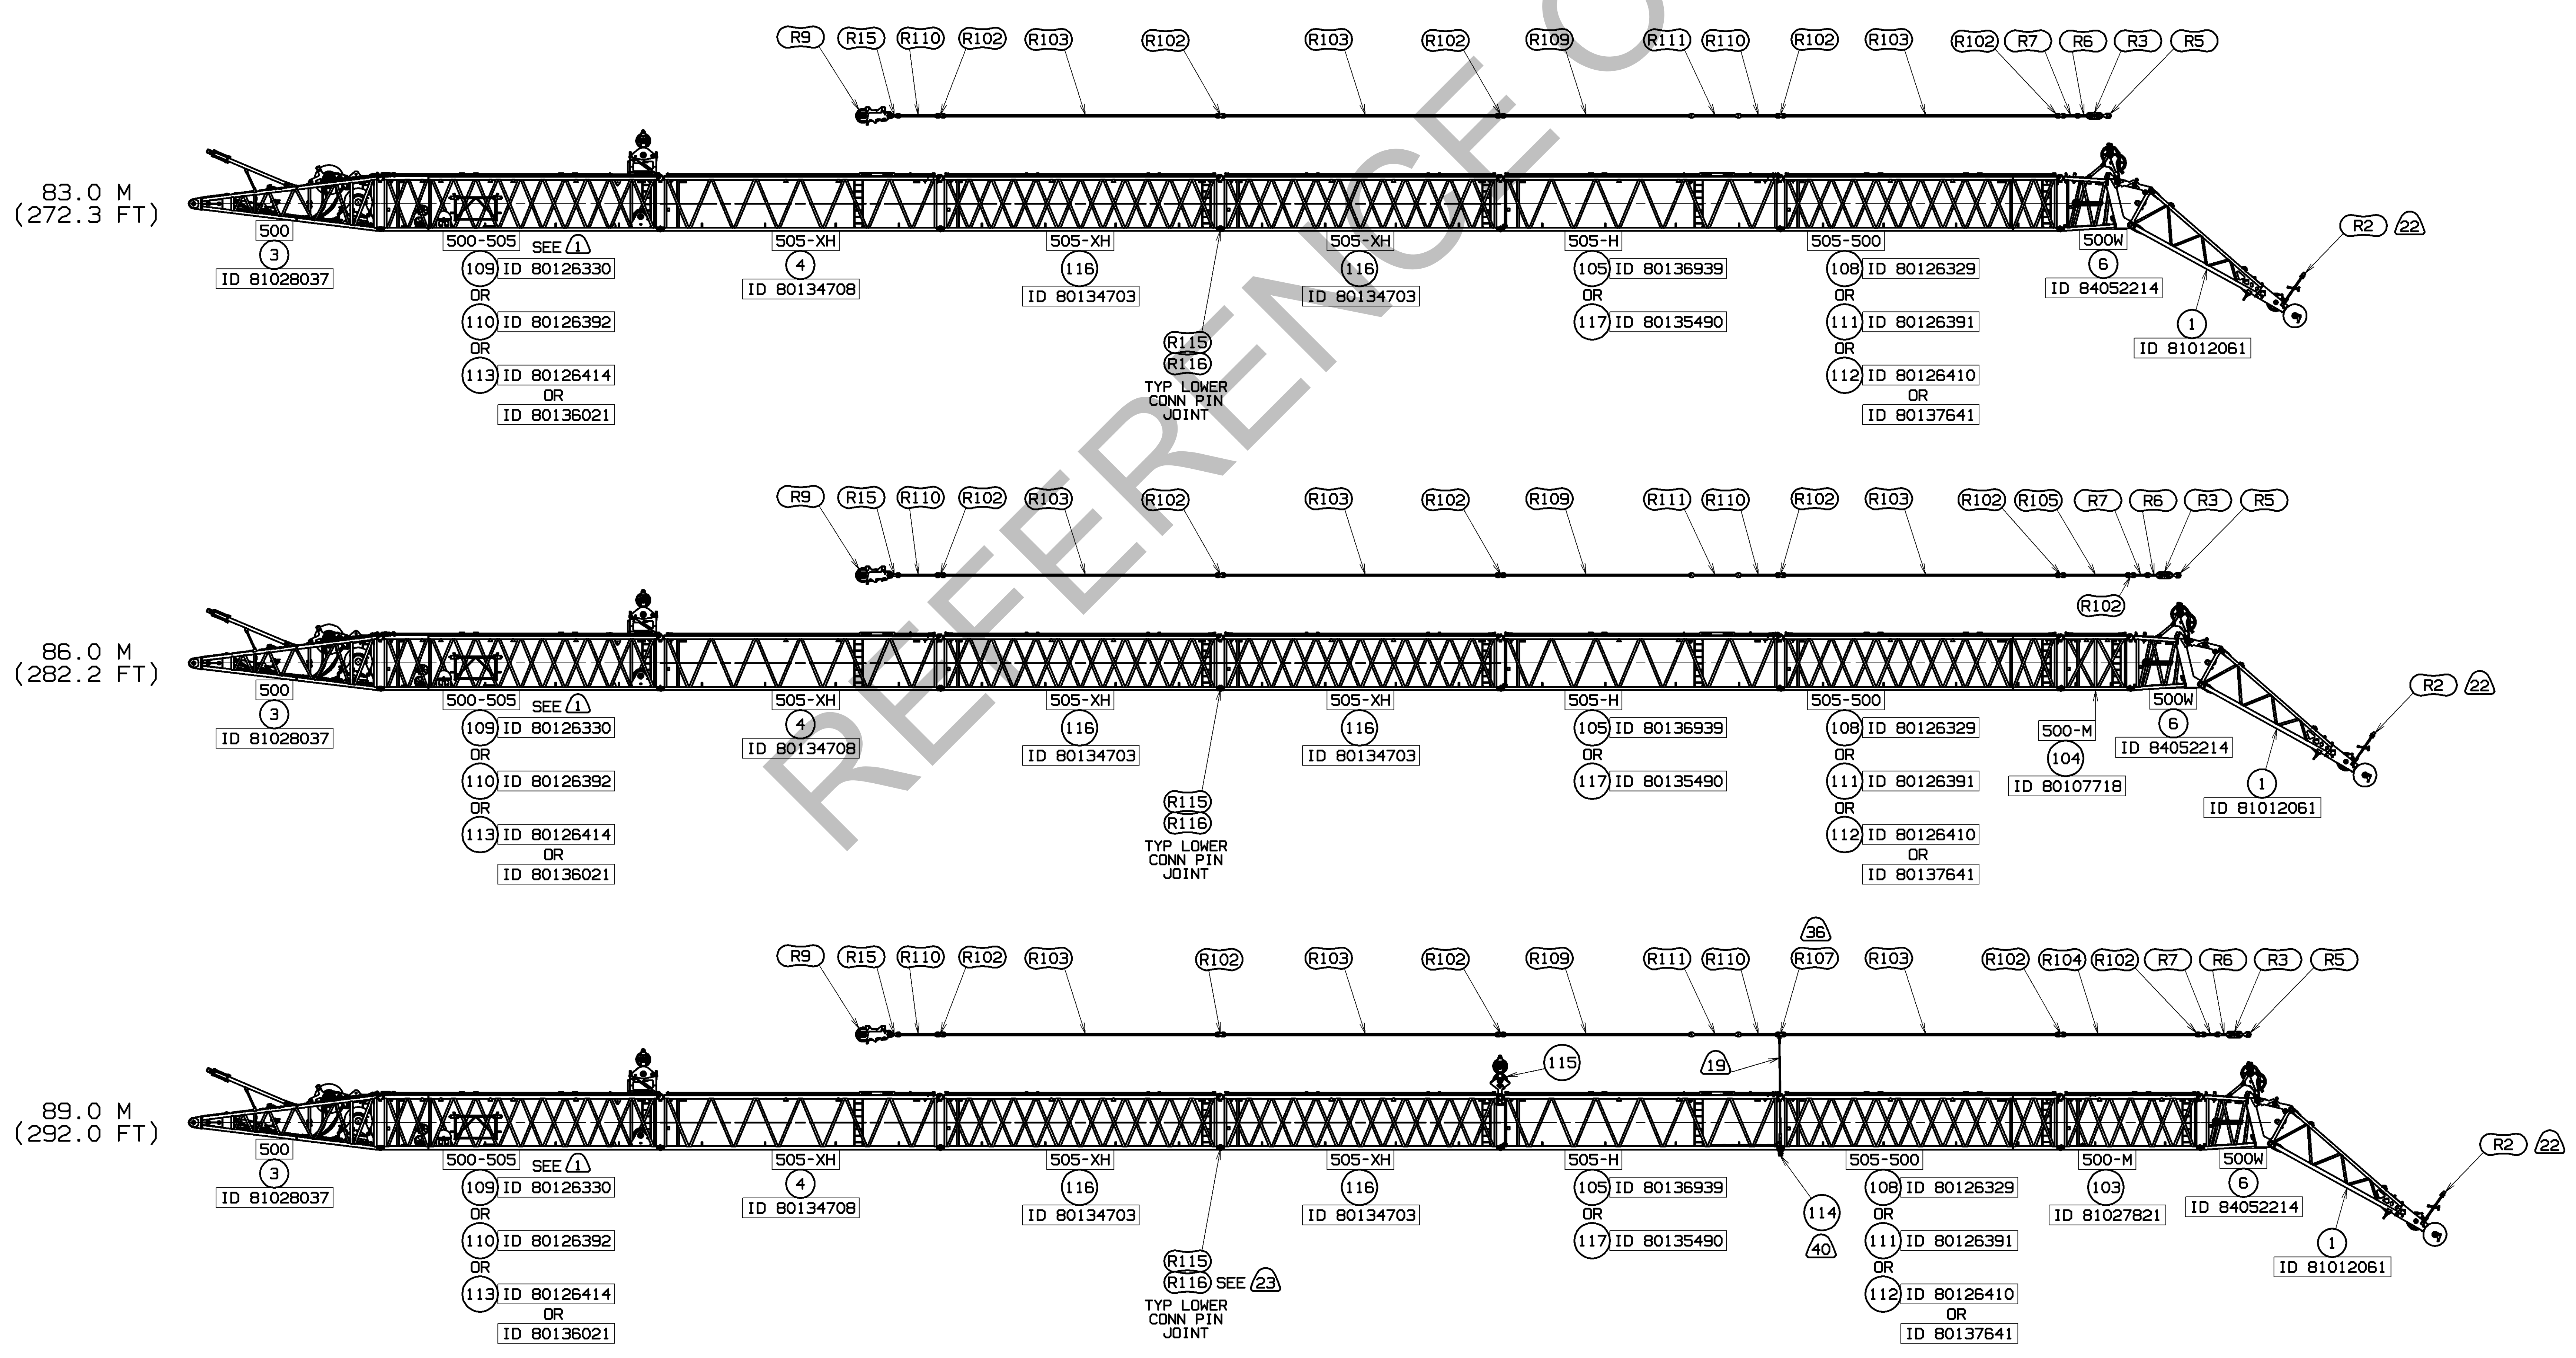 R9 R15 R110 R102 R103 R102 R103 R102 R109 R111 R110 R102 R103 R102 R7 R6 R3 R5
83.0 M
(272.3 FT)
R2 22
500
3
ID 81028037
500-505 SEE 1
109 ID 80126330
OR
110 ID 80126392
OR
113 ID 80126414
OR
ID 80136021
505-XH
4
ID 80134708
505-XH
116
ID 80134703
R115
R116
TYP LOWER
CONN PIN
JOINT
505-XH
116
ID 80134703
505-H
105 ID 80136939
OR
117 ID 80135490
505-500
108 ID 80126329
OR
111 ID 80126391
OR
112 ID 80126410
OR
ID 80137641
500W
6
ID 84052214
1
ID 81012061
R9 R15 R110 R102 R103 R102 R103 R102 R109 R111 R110 R102 R103 R102 R105 R7 R6 R3 R5
R102
86.0 M
(282.2 FT)
R2 22
500
3
ID 81028037
500-505 SEE 1
109 ID 80126330
OR
110 ID 80126392
OR
113 ID 80126414
OR
ID 80136021
505-XH
4
ID 80134708
505-XH
116
ID 80134703
R115
R116
TYP LOWER
CONN PIN
JOINT
505-XH
116
ID 80134703
505-H
105 ID 80136939
OR
117 ID 80135490
505-500
108 ID 80126329
OR
111 ID 80126391
OR
112 ID 80126410
OR
ID 80137641
500-M
104
ID 80107718
500W
6
ID 84052214
1
ID 81012061
36
R9 R15 R110 R102 R103 R102 R103 R102 R109 R111 R110 R107 R103 R102 R104 R102 R7 R6 R3 R5
115
19
89.0 M
(292.0 FT)
R2 22
500
3
ID 81028037
500-505 SEE 1
109 ID 80126330
OR
110 ID 80126392
OR
113 ID 80126414
OR
ID 80136021
505-XH
4
ID 80134708
505-XH
116
ID 80134703
R115
R116 SEE 23
TYP LOWER
CONN PIN
JOINT
505-XH
116
ID 80134703
505-H
105 ID 80136939
OR
117 ID 80135490
114
40
505-500
108 ID 80126329
OR
111 ID 80126391
OR
112 ID 80126410
OR
ID 80137641
500-M
103
ID 81027821
500W
6
ID 84052214
1
ID 81012061
REFERENCE O